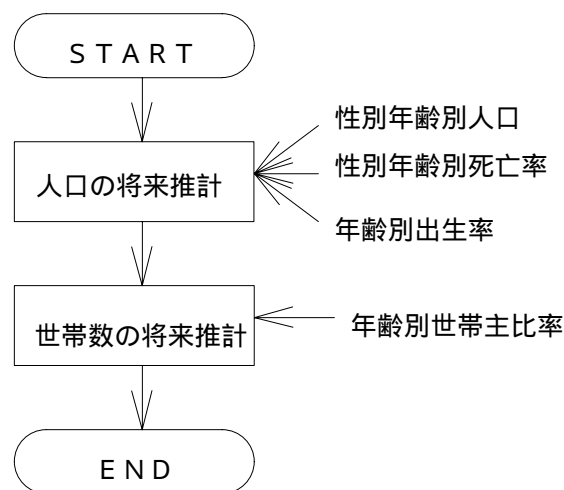 ＳＴＡＲＴ
性別年齢別人口
性別年齢別死亡率
人口の将来推計
年齢別出生率
世帯数の将来推計
年齢別世帯主比率
ＥＮＤ